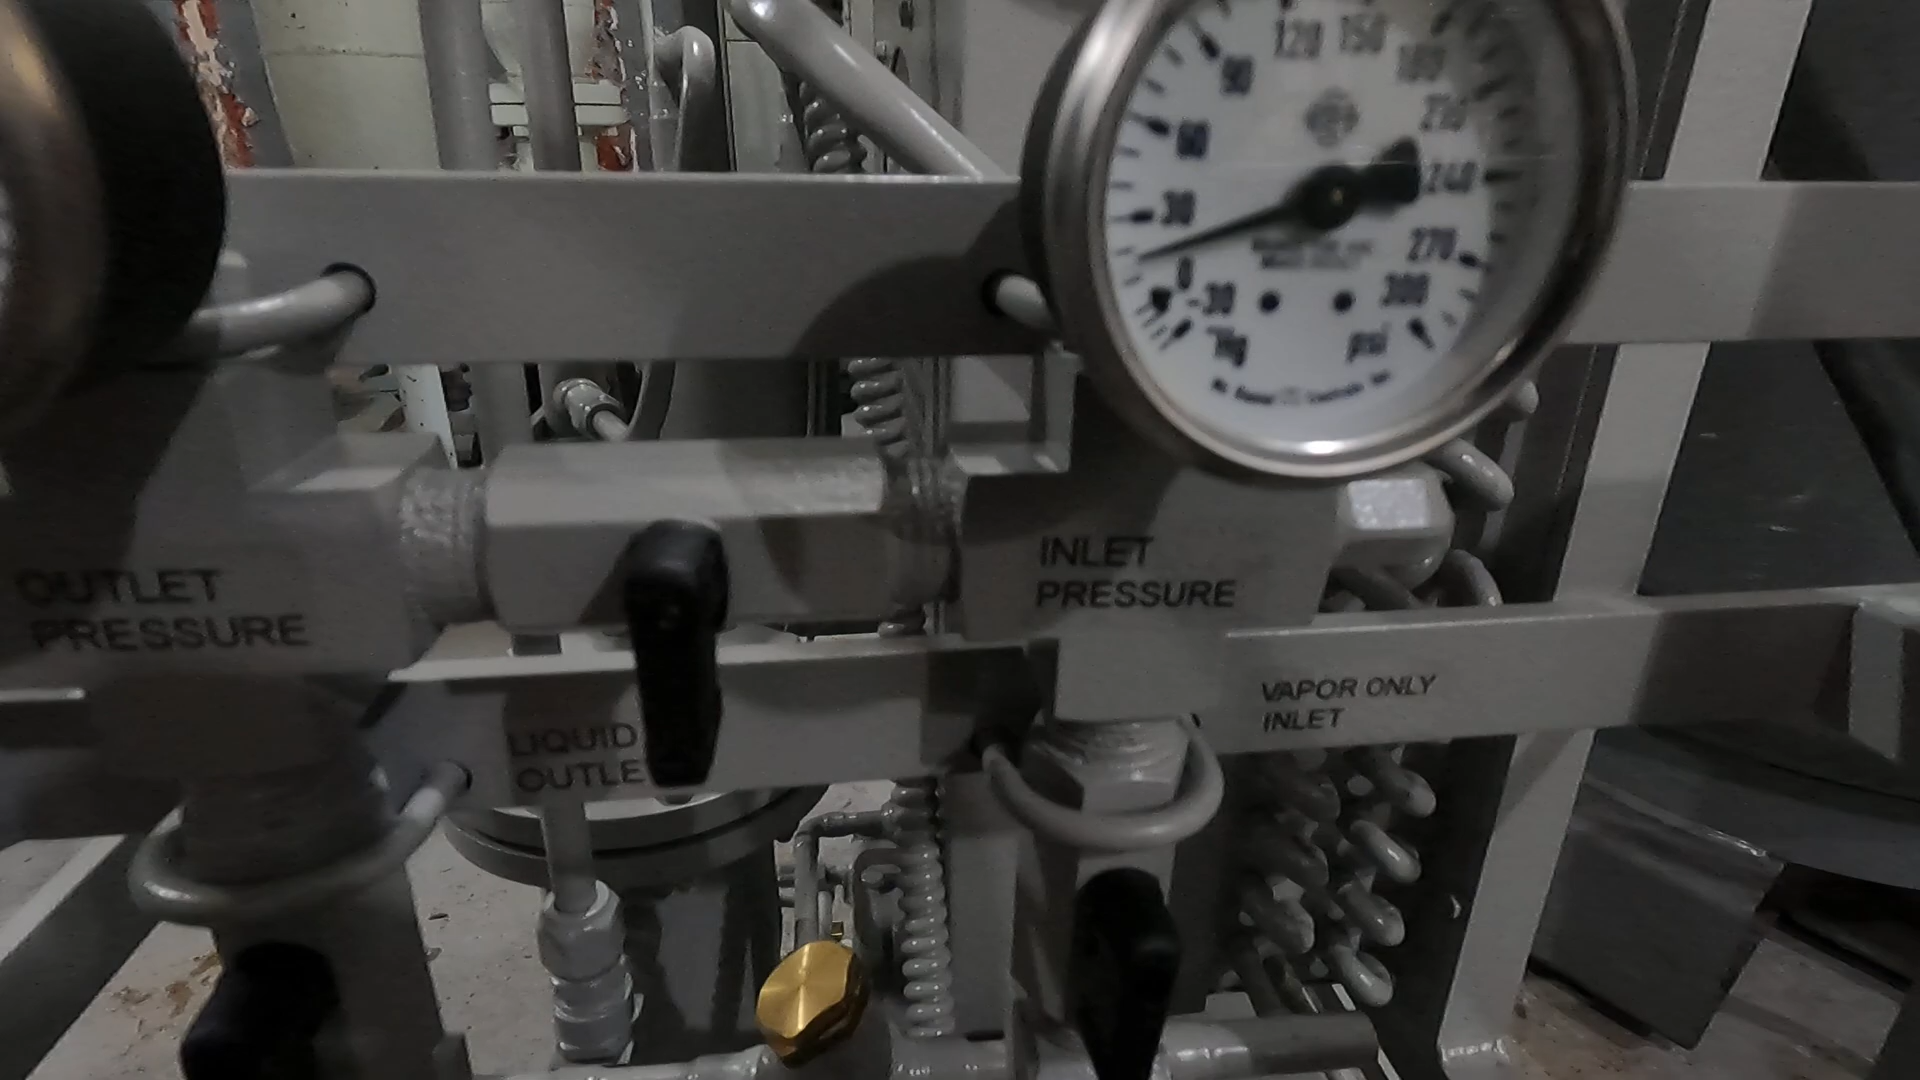 120 150
90 180
60 210
30 240
0 270
-30 300
"Hg psi
OUTLET
PRESSURE
INLET
PRESSURE
LIQUID
OUTLE
VAPOR ONLY
INLET